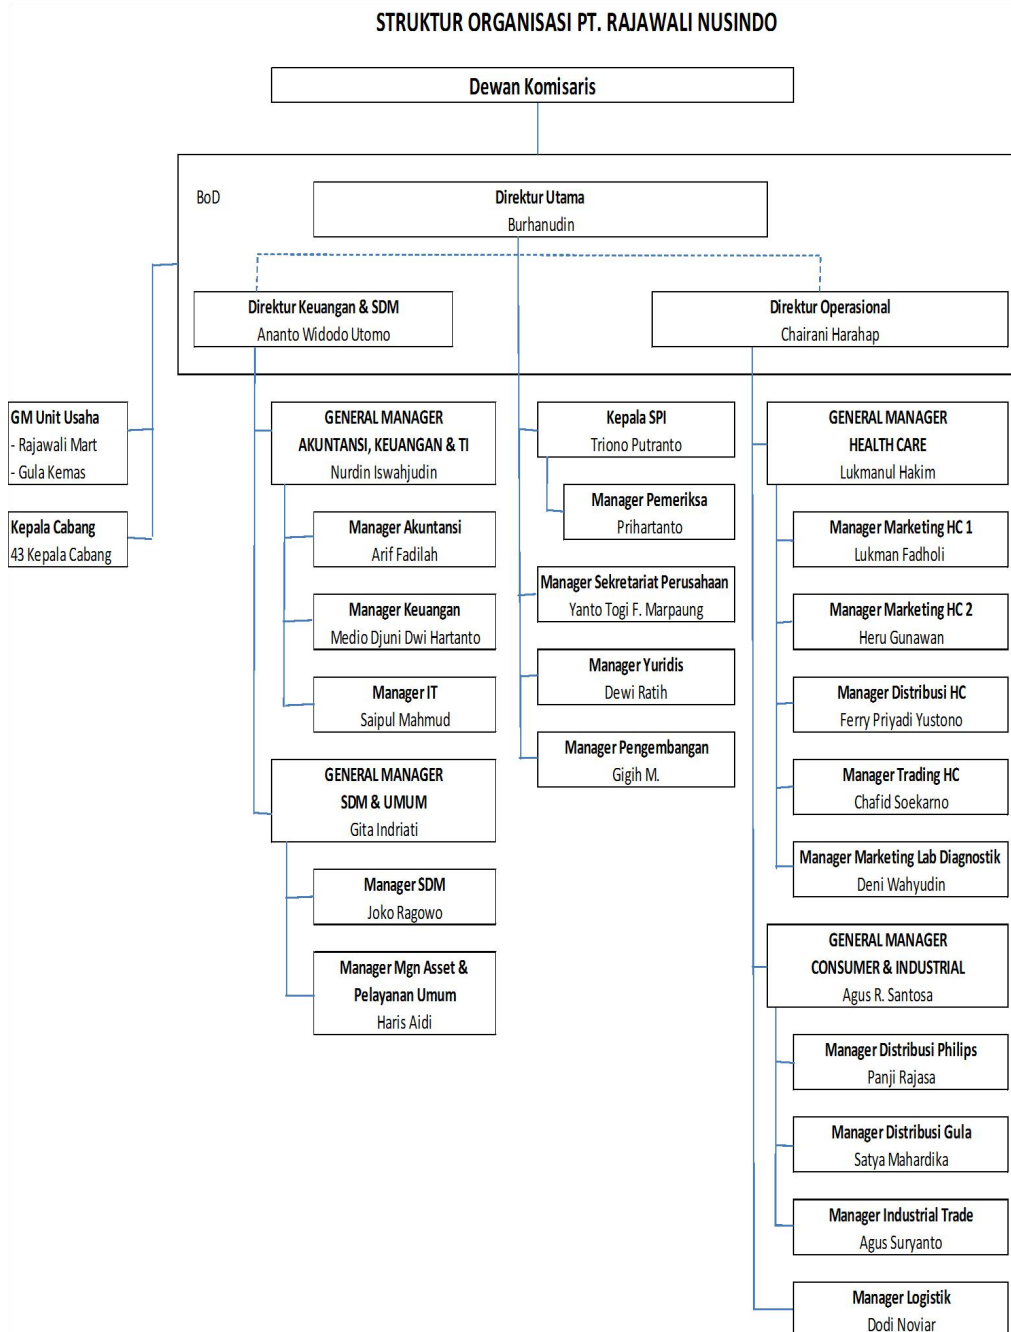 STRUKTUR ORGANISASI PT. RAJAWALI NUSINDO
Dewan Komisaris
BoD
Direktur Utama
Burhanudin
Direktur Keuangan & SDM
Ananto Widodo Utomo
Direktur Operasional
Chairani Harahap
GM Unit Usaha
- Rajawali Mart
- Gula Kemas
Kepala Cabang
43 Kepala Cabang
GENERAL MANAGER
AKUNTANSI, KEUANGAN & TI
Nurdin Iswahjudin
Manager Akuntansi
Arif Fadilah
Manager Keuangan
Medio Djuni Dwi Hartanto
Manager IT
Saipul Mahmud
GENERAL MANAGER
SDM & UMUM
Gita Indriati
Manager SDM
Joko Ragowo
Manager Mgn Asset &
Pelayanan Umum
Haris Aidi
Kepala SPI
Triono Putranto
Manager Pemeriksa
Prihartanto
Manager Sekretariat Perusahaan
Yanto Togi F. Marpaung
Manager Yuridis
Dewi Ratih
Manager Pengembangan
Gigih M.
GENERAL MANAGER
HEALTH CARE
Lukmanul Hakim
Manager Marketing HC 1
Lukman Fadholi
Manager Marketing HC 2
Heru Gunawan
Manager Distribusi HC
Ferry Priyadi Yustono
Manager Trading HC
Chafid Soekarno
Manager Marketing Lab Diagnostik
Deni Wahyudin
GENERAL MANAGER
CONSUMER & INDUSTRIAL
Agus R. Santosa
Manager Distribusi Philips
Panji Rajasa
Manager Distribusi Gula
Satya Mahardika
Manager Industrial Trade
Agus Suryanto
Manager Logistik
Dodi Noviar